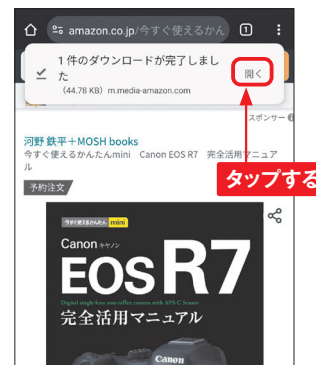 amazon.co.jp/今すぐ使えるかん
1
1 件のダウンロードが完了しまし
た
(44.78 KB) m.media-amazon.com
開く
スポンサー
タップする
河野 鉄平+MOSH books
今すぐ使えるかんたんmini Canon EOS R7 完全活用マニュア
ル
予約注文
今すぐ使えるかんたん mini
Canon キヤノン
EOS R7
Digital single-lens non-reflex camera with APS-C Sensor
完全活用マニュアル
Canon